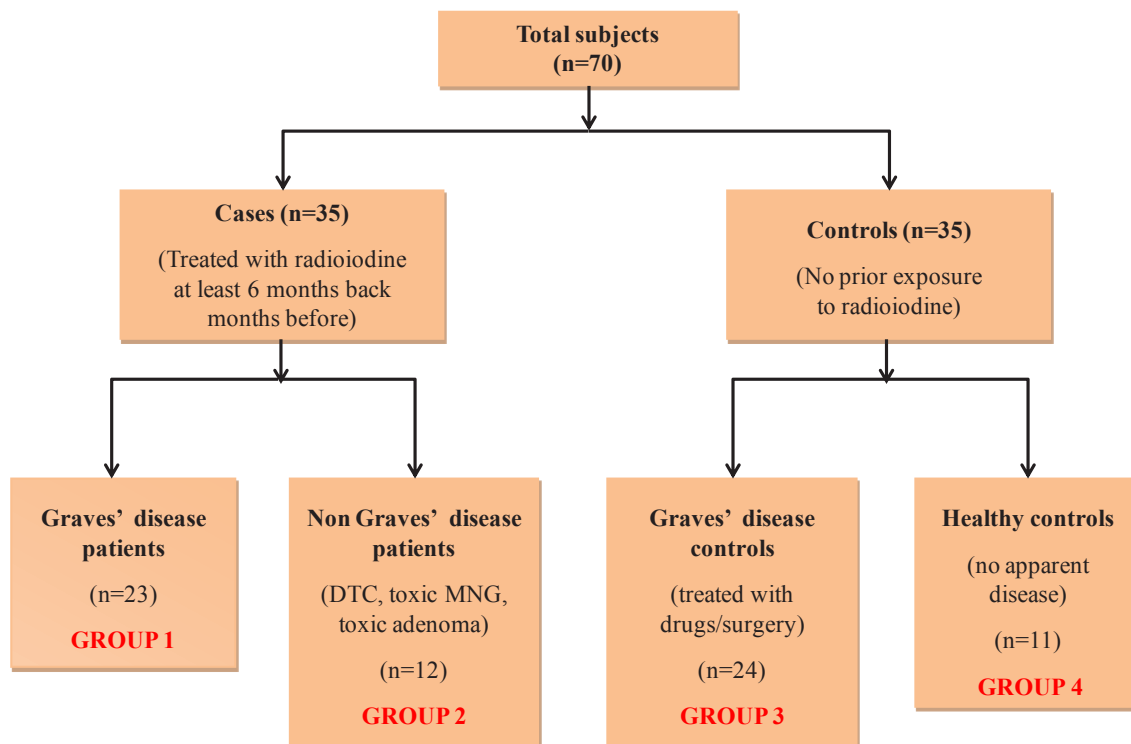 Total subjects
(n=70)
Cases (n=35)
(Treated with radioiodine
at least 6 months back
months before)
Controls (n=35)
(No prior exposure
to radioiodine)
Graves’ disease
patients
(n=23)
GROUP 1
Non Graves’ disease
patients
(DTC, toxic MNG,
toxic adenoma)
(n=12)
GROUP 2
Graves’ disease
controls
(treated with
drugs/surgery)
(n=24)
GROUP 3
Healthy controls
(no apparent
disease)
(n=11)
GROUP 4